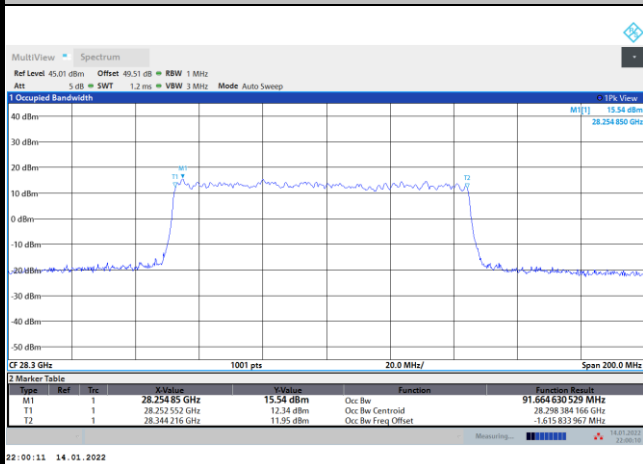 MultiView Spectrum
Ref Level 45.01 dBm Offset 49.51 dB RBW 1 MHz
Att 5 dB SWT 1.2 ms VBW 3 MHz Mode Auto Sweep
1 Occupied Bandwidth 1Pk View
M1[1] 15.54 dBm
28.254 850 GHz
40 dBm
30 dBm
20 dBm
M1
T1 T2
10 dBm
0 dBm
-10 dBm
-20 dBm
-30 dBm
-40 dBm
-50 dBm
CF 28.3 GHz 1001 pts 20.0 MHz/ Span 200.0 MHz
2 Marker Table
Type Ref Trc X-Value Y-Value Function Function Result
M1 1 28.254 85 GHz 15.54 dBm Occ Bw 91.664 630 529 MHz
T1 1 28.252 552 GHz 12.34 dBm Occ Bw Centroid 28.298 384 166 GHz
T2 1 28.344 216 GHz 11.95 dBm Occ Bw Freq Offset -1.615 833 967 MHz
Measuring... 14.01.2022
22:00:10
22:00:11 14.01.2022